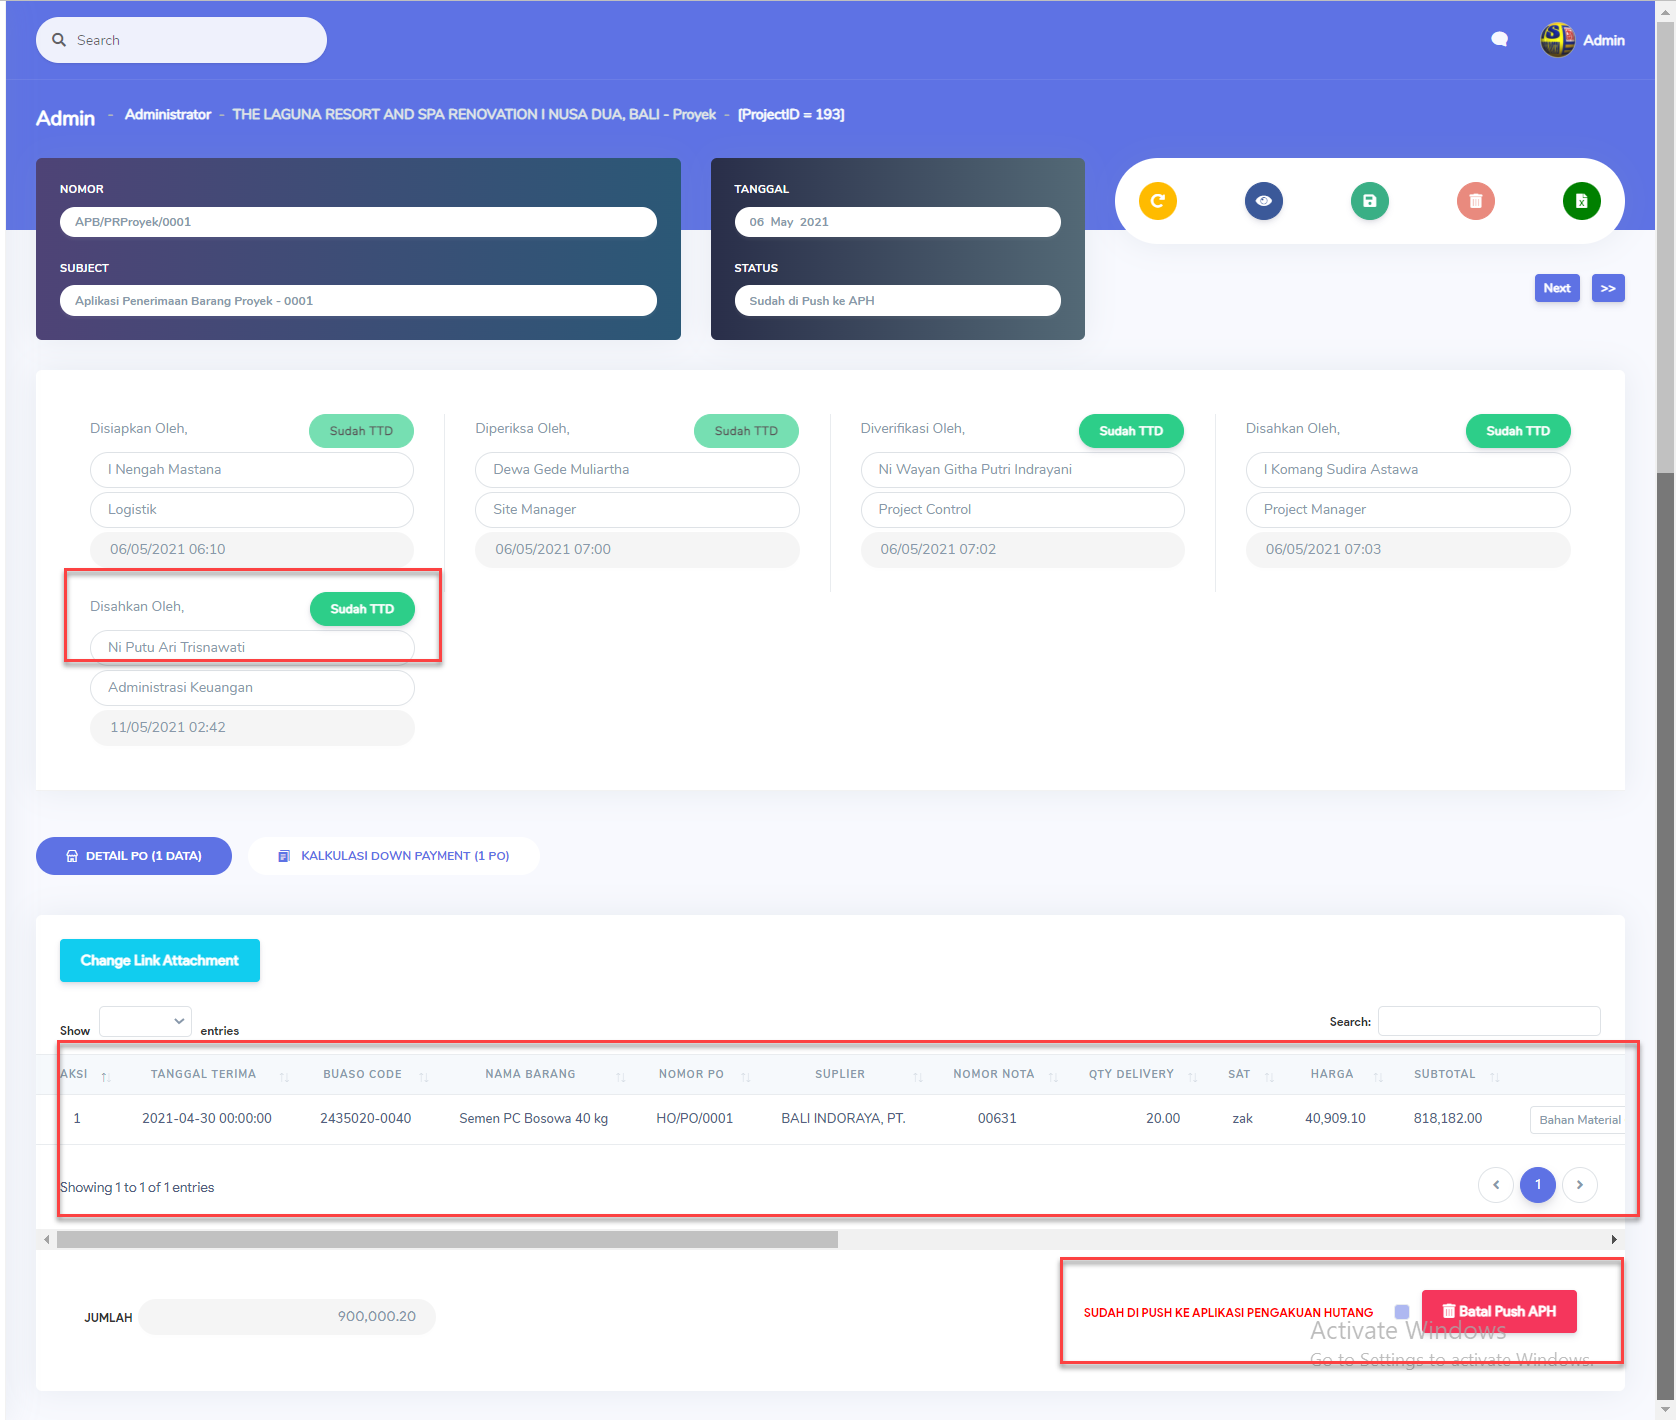 Search
Admin
Admin - Administrator - THE LAGUNA RESORT AND SPA RENOVATION I NUSA DUA, BALI - Proyek - [ProjectID = 193]
NOMOR
APB/PRProyek/0001
SUBJECT
Aplikasi Penerimaan Barang Proyek - 0001
TANGGAL
06 May 2021
STATUS
Sudah di Push ke APH
Next >>
Disiapkan Oleh, Sudah TTD
I Nengah Mastana
Logistik
06/05/2021 06:10
Diperiksa Oleh, Sudah TTD
Dewa Gede Muliartha
Site Manager
06/05/2021 07:00
Diverifikasi Oleh, Sudah TTD
Ni Wayan Githa Putri Indrayani
Project Control
06/05/2021 07:02
Disahkan Oleh, Sudah TTD
I Komang Sudira Astawa
Project Manager
06/05/2021 07:03
Disahkan Oleh, Sudah TTD
Ni Putu Ari Trisnawati
Administrasi Keuangan
11/05/2021 02:42
DETAIL PO (1 DATA) KALKULASI DOWN PAYMENT (1 PO)
Change Link Attachment
Show entries Search:
AKSI TANGGAL TERIMA BUASO CODE NAMA BARANG NOMOR PO SUPLIER NOMOR NOTA QTY DELIVERY SAT HARGA SUBTOTAL
1 2021-04-30 00:00:00 2435020-0040 Semen PC Bosowa 40 kg HO/PO/0001 BALI INDORAYA, PT. 00631 20.00 zak 40,909.10 818,182.00 Bahan Material
Showing 1 to 1 of 1 entries 1
JUMLAH 900,000.20 SUDAH DI PUSH KE APLIKASI PENGAKUAN HUTANG Batal Push APH
Activate Windows
Go to Settings to activate Windows.